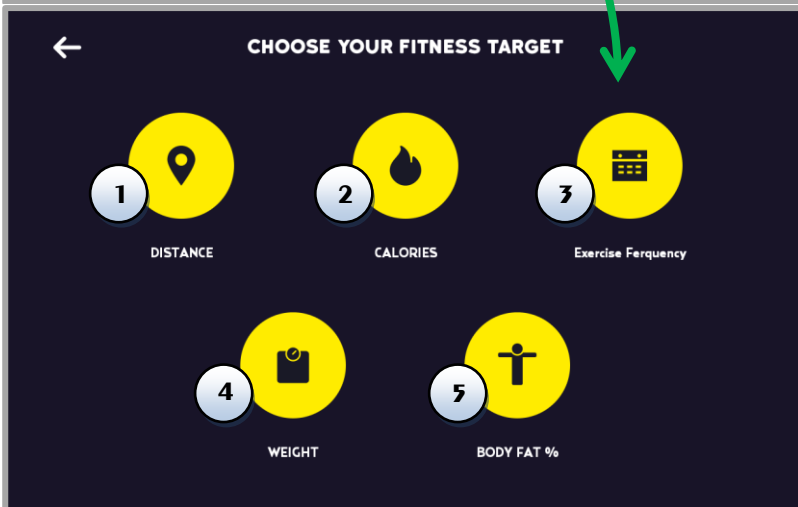 CHOOSE YOUR FITNESS TARGET
1
2
3
DISTANCE
CALORIES
Exercise Ferquency
4
5
WEIGHT
BODY FAT %